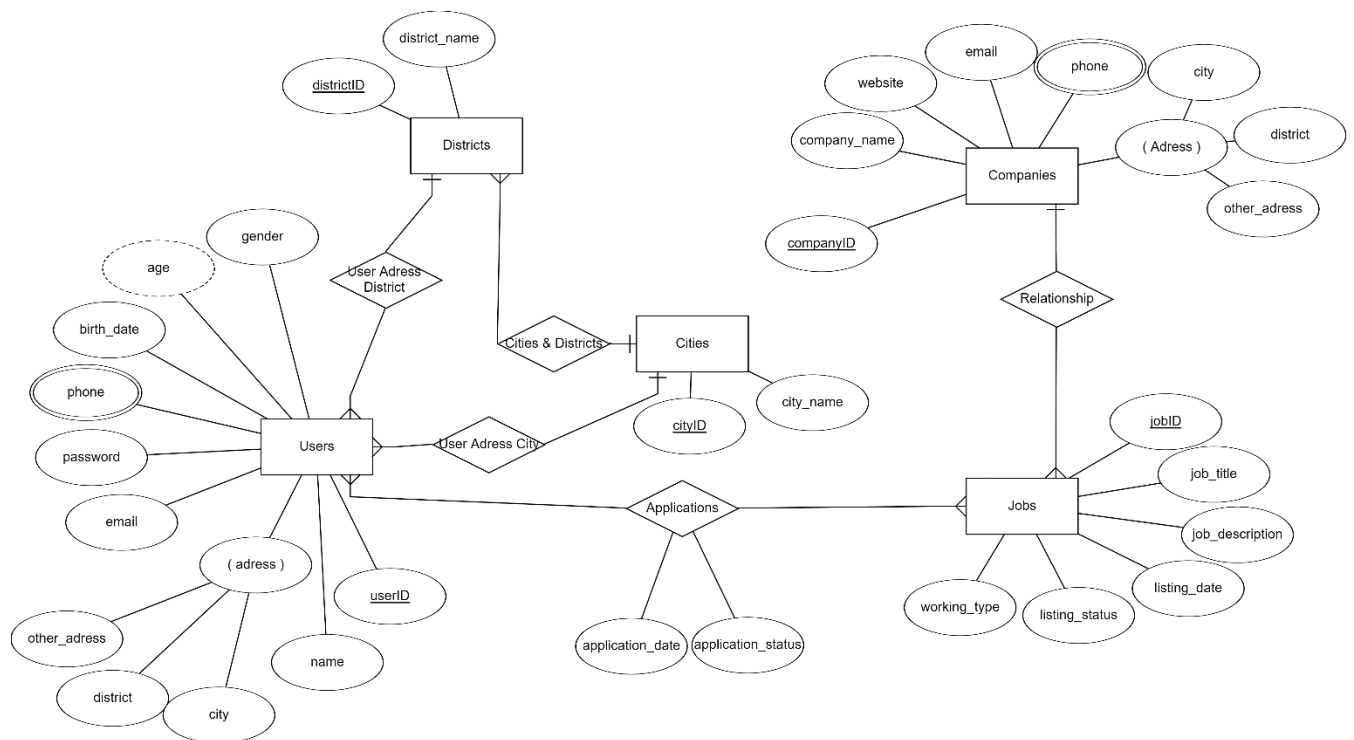 district_name
districtID
Districts
email
phone
city
website
company_name
( Adress )
district
Companies
other_adress
companyID
gender
age
User Adress
District
Relationship
birth_date
Cities & Districts
Cities
phone
city_name
cityID
jobID
Users
User Adress City
password
job_title
Applications
Jobs
email
job_description
( adress )
listing_date
userID
working_type
listing_status
other_adress
application_date
application_status
name
district
city